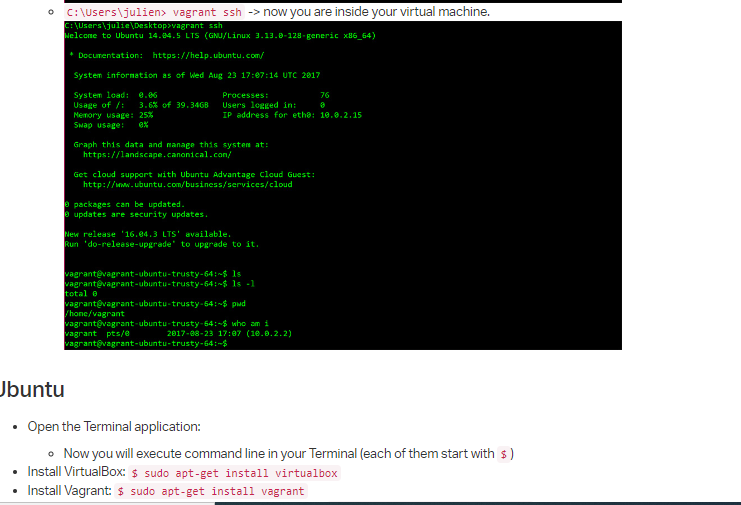 C:\Users\julien> vagrant ssh -> now you are inside your virtual machine.
C:\Users\julie\Desktop>vagrant ssh
Welcome to Ubuntu 14.04.5 LTS (GNU/Linux 3.13.0-128-generic x86_64)
* Documentation: https://help.ubuntu.com/
System information as of Wed Aug 23 17:07:14 UTC 2017
System load: 0.06 Processes: 76
Usage of /: 3.6% of 39.34GB Users logged in: 0
Memory usage: 25% IP address for eth0: 10.0.2.15
Swap usage: 0%
Graph this data and manage this system at:
https://landscape.canonical.com/
Get cloud support with Ubuntu Advantage Cloud Guest:
http://www.ubuntu.com/business/services/cloud
0 packages can be updated.
0 updates are security updates.
New release '16.04.3 LTS' available.
Run 'do-release-upgrade' to upgrade to it.
vagrant@vagrant-ubuntu-trusty-64:~$ ls
vagrant@vagrant-ubuntu-trusty-64:~$ ls -l
total 0
vagrant@vagrant-ubuntu-trusty-64:~$ pwd
/home/vagrant
vagrant@vagrant-ubuntu-trusty-64:~$ who am i
vagrant pts/0 2017-08-23 17:07 (10.0.2.2)
vagrant@vagrant-ubuntu-trusty-64:~$
Ubuntu
Open the Terminal application:
Now you will execute command line in your Terminal (each of them start with $ )
Install VirtualBox: $ sudo apt-get install virtualbox
Install Vagrant: $ sudo apt-get install vagrant